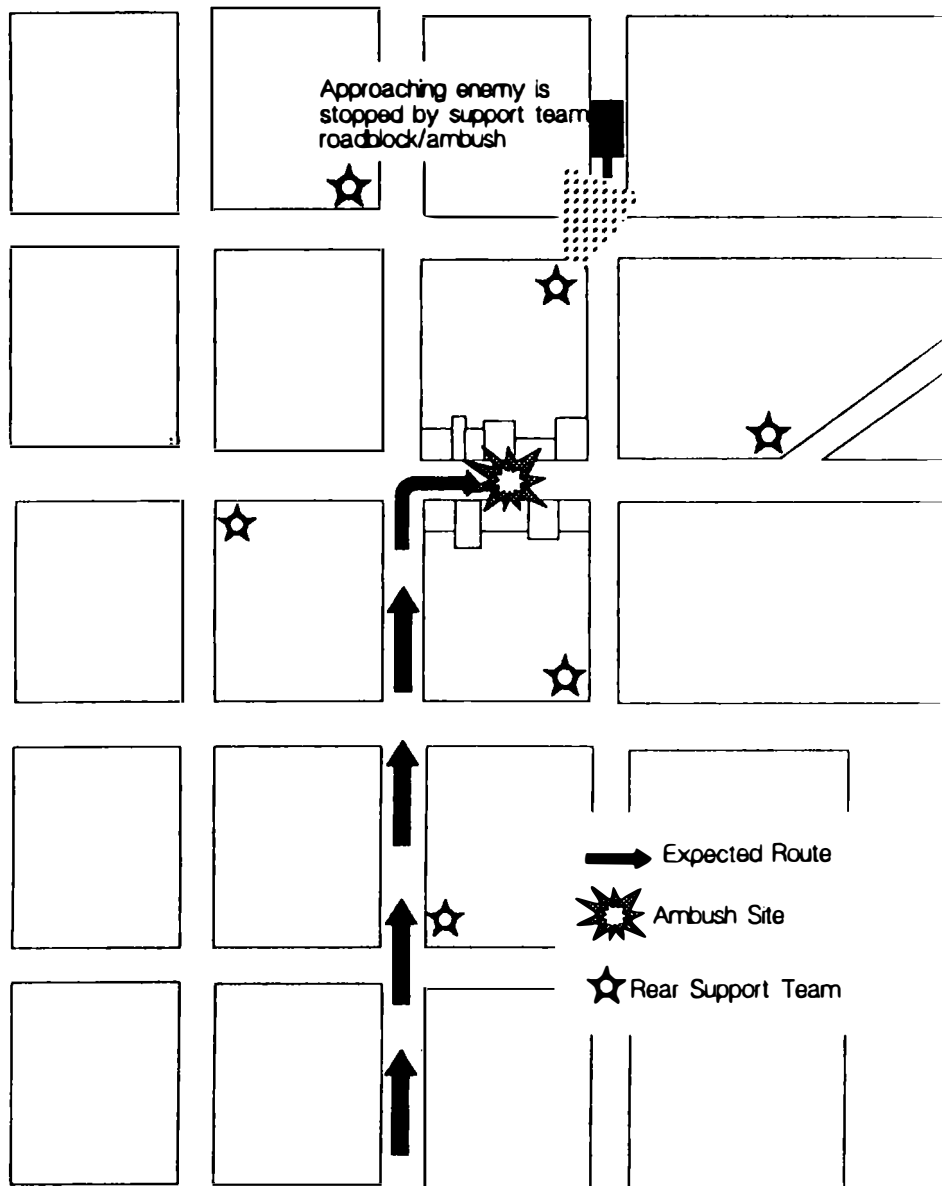 Approaching enemy is
stopped by support team
roadblock/ambush
Expected Route
Ambush Site
Rear Support Team